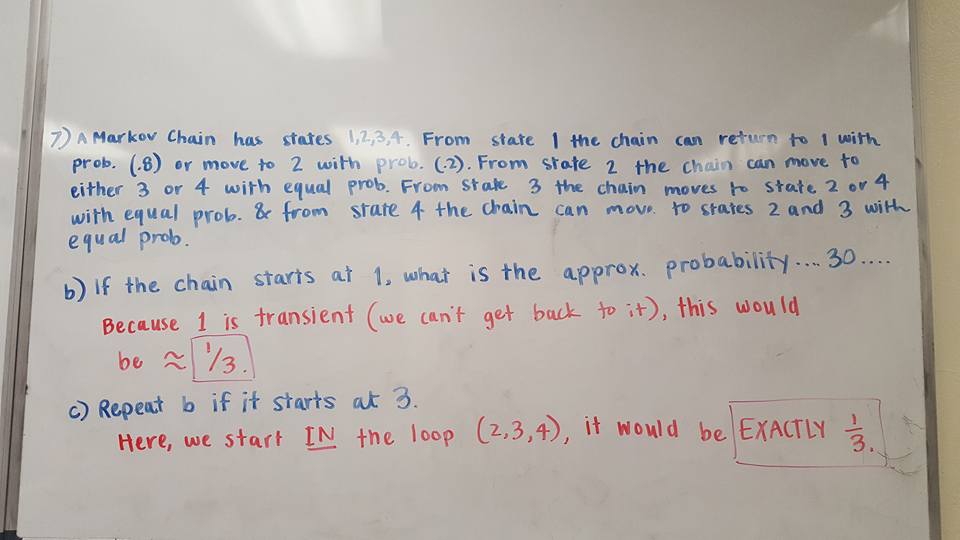 7) A Markov Chain has states 1,2,3,4. From state 1 the chain can return to 1 with
prob. (.8) or move to 2 with prob. (.2). From state 2 the chain can move to
either 3 or 4 with equal prob. From state 3 the chain moves to state 2 or 4
with equal prob. & from state 4 the chain can move to states 2 and 3 with
equal prob.
b) If the chain starts at 1, what is the approx. probability.... 30....
Because 1 is transient (we can't get back to it), this would
be ≈ 1/3.
c) Repeat b if it starts at 3.
Here, we start IN the loop (2,3,4), it would be EXACTLY 1/3.